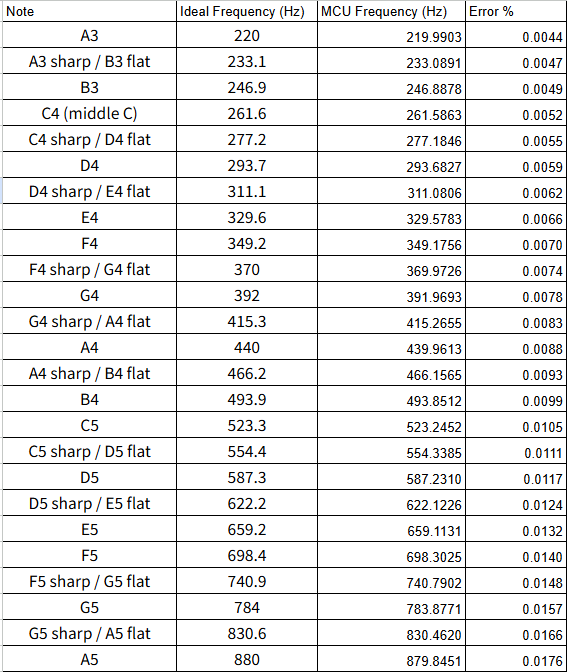 Note Ideal Frequency (Hz) MCU Frequency (Hz) Error %
A3 220 219.9903 0.0044
A3 sharp / B3 flat 233.1 233.0891 0.0047
B3 246.9 246.8878 0.0049
C4 (middle C) 261.6 261.5863 0.0052
C4 sharp / D4 flat 277.2 277.1846 0.0055
D4 293.7 293.6827 0.0059
D4 sharp / E4 flat 311.1 311.0806 0.0062
E4 329.6 329.5783 0.0066
F4 349.2 349.1756 0.0070
F4 sharp / G4 flat 370 369.9726 0.0074
G4 392 391.9693 0.0078
G4 sharp / A4 flat 415.3 415.2655 0.0083
A4 440 439.9613 0.0088
A4 sharp / B4 flat 466.2 466.1565 0.0093
B4 493.9 493.8512 0.0099
C5 523.3 523.2452 0.0105
C5 sharp / D5 flat 554.4 554.3385 0.0111
D5 587.3 587.2310 0.0117
D5 sharp / E5 flat 622.2 622.1226 0.0124
E5 659.2 659.1131 0.0132
F5 698.4 698.3025 0.0140
F5 sharp / G5 flat 740.9 740.7902 0.0148
G5 784 783.8771 0.0157
G5 sharp / A5 flat 830.6 830.4620 0.0166
A5 880 879.8451 0.0176